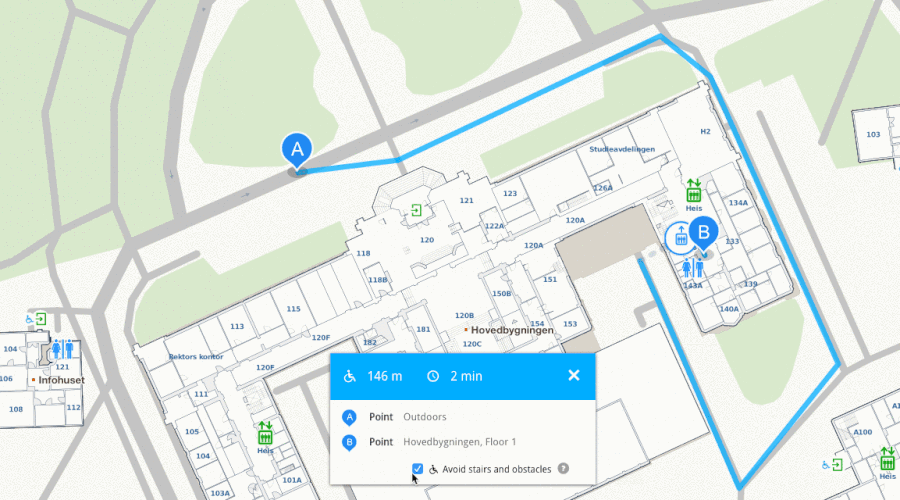 H2
103
Studieavdelingen
A
126A
Heis
134A
121
123
122A
120A
B
120
120A
133
118
118B
151
143A
139
150B
140A
115
120B
113
181
154
153
Hovedbygningen
120F
182
120C
104
Rektors kontor
121
120F
106
Infohuset
111
108
112
105
104
Heis
103A
101A
A100
Heis
146 m 2 min
A Point Outdoors
B Point Hovedbygningen, Floor 1
Avoid stairs and obstacles ?